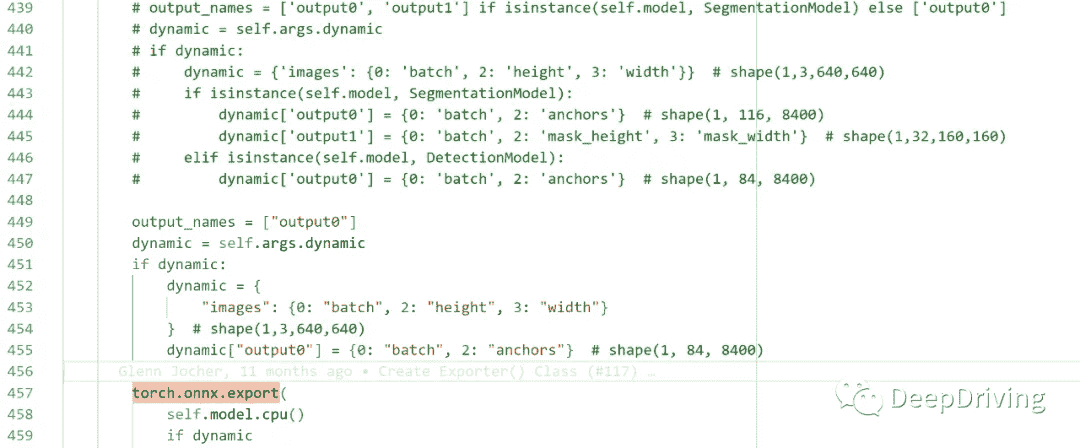 439 # output_names = ['output0', 'output1'] if isinstance(self.model, SegmentationModel) else ['output0']
440 # dynamic = self.args.dynamic
441 # if dynamic:
442 #     dynamic = {'images': {0: 'batch', 2: 'height', 3: 'width'}}  # shape(1,3,640,640)
443 #     if isinstance(self.model, SegmentationModel):
444 #         dynamic['output0'] = {0: 'batch', 2: 'anchors'}  # shape(1, 116, 8400)
445 #         dynamic['output1'] = {0: 'batch', 2: 'mask_height', 3: 'mask_width'}  # shape(1,32,160,160)
446 #     elif isinstance(self.model, DetectionModel):
447 #         dynamic['output0'] = {0: 'batch', 2: 'anchors'}  # shape(1, 84, 8400)
448
449 output_names = ["output0"]
450 dynamic = self.args.dynamic
451 if dynamic:
452     dynamic = {
453         "images": {0: "batch", 2: "height", 3: "width"}
454     }  # shape(1,3,640,640)
455     dynamic["output0"] = {0: "batch", 2: "anchors"}  # shape(1, 84, 8400)
456 Glenn Jocher, 11 months ago • Create Exporter() Class (#117) …
457 torch.onnx.export(
458     self.model.cpu()
459     if dynamic
DeepDriving